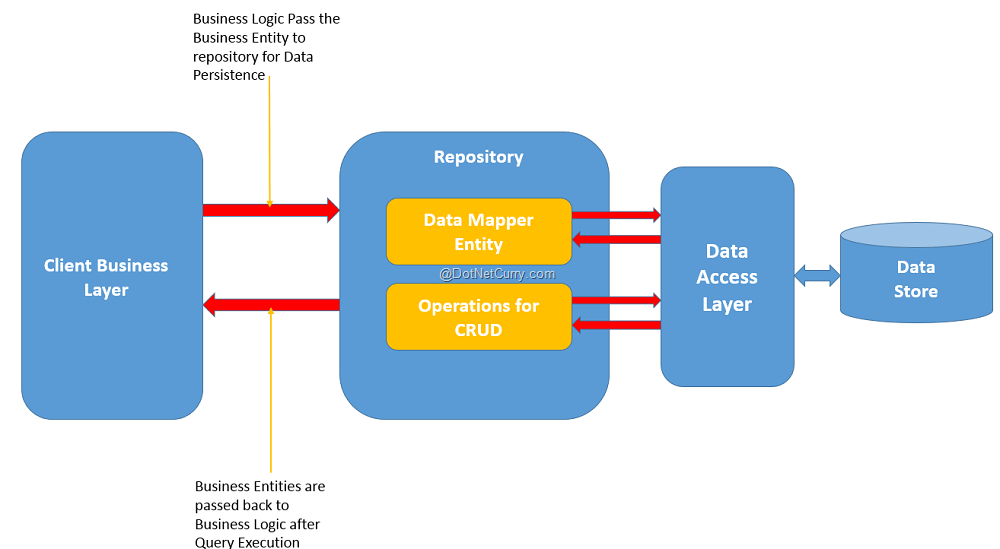 Business Logic Pass the
Business Entity to
repository for Data
Persistence
Client Business
Layer
Repository
Data Mapper
Entity
@DotNetCurry.com
Operations for
CRUD
Data
Access
Layer
Data
Store
Business Entities are
passed back to
Business Logic after
Query Execution